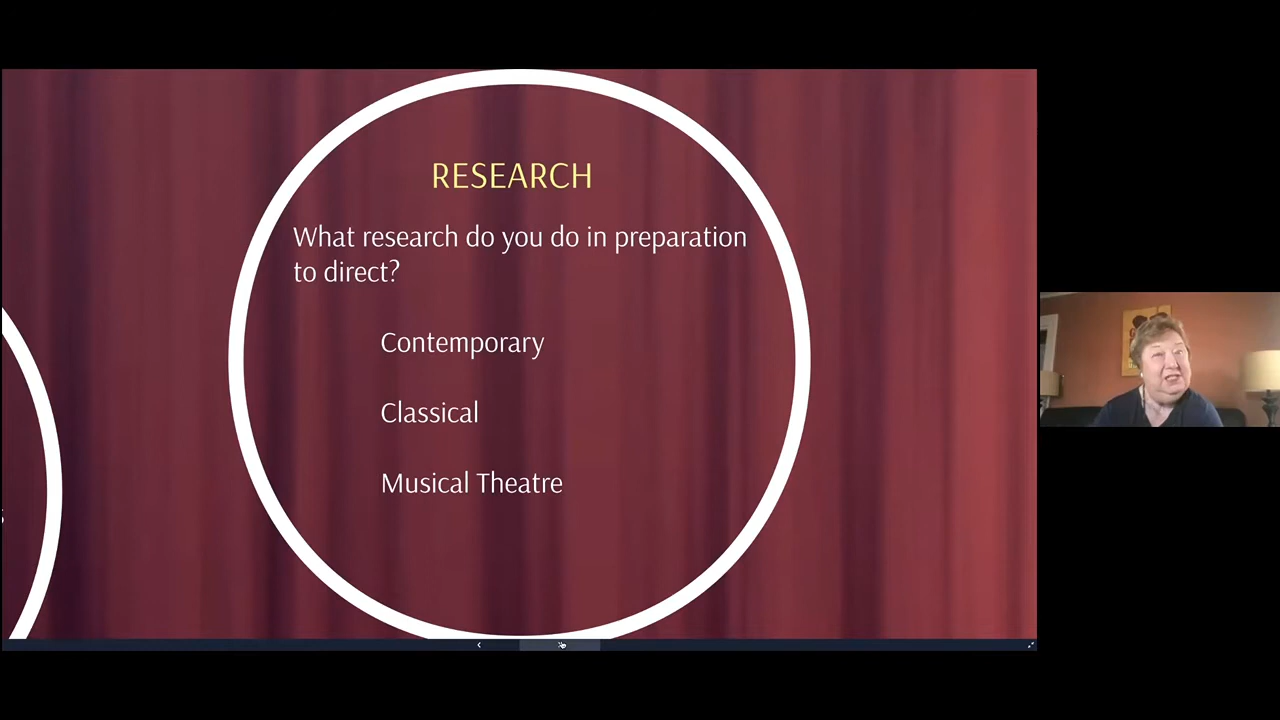 RESEARCH
What research do you do in preparation
to direct?
Contemporary
Classical
Musical Theatre